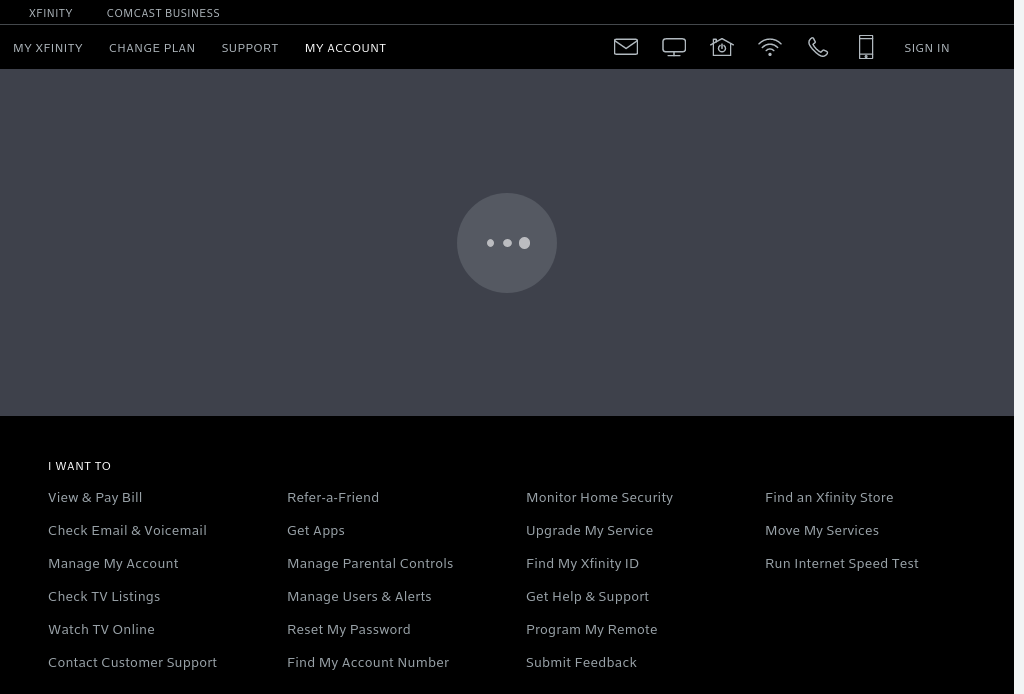 XFINITY COMCAST BUSINESS
MY XFINITY CHANGE PLAN SUPPORT MY ACCOUNT SIGN IN
I WANT TO
View & Pay Bill
Check Email & Voicemail
Manage My Account
Check TV Listings
Watch TV Online
Contact Customer Support
Refer-a-Friend
Get Apps
Manage Parental Controls
Manage Users & Alerts
Reset My Password
Find My Account Number
Monitor Home Security
Upgrade My Service
Find My Xfinity ID
Get Help & Support
Program My Remote
Submit Feedback
Find an Xfinity Store
Move My Services
Run Internet Speed Test